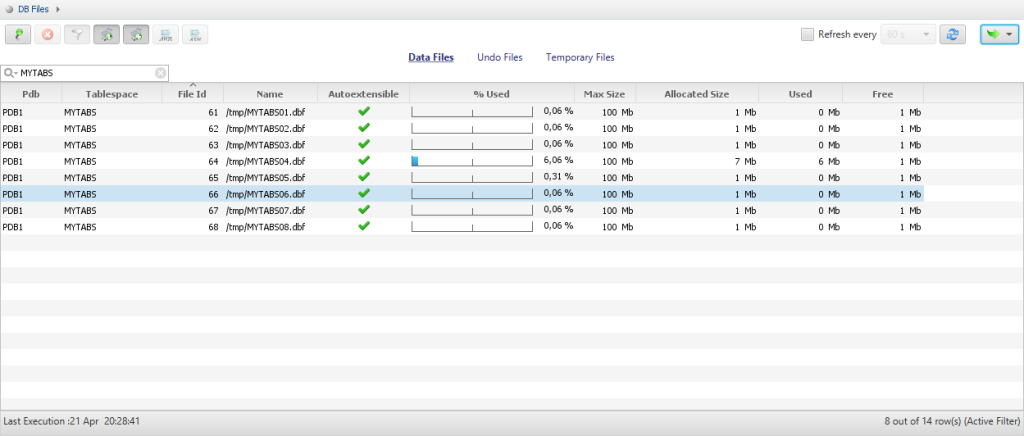 DB Files
Refresh every 60 s
Data Files Undo Files Temporary Files
MYTABS
Pdb Tablespace File Id Name Autoextensible % Used Max Size Allocated Size Used Free
PDB1 MYTABS 61 /tmp/MYTABS01.dbf 0,06 % 100 Mb 1 Mb 0 Mb 1 Mb
PDB1 MYTABS 62 /tmp/MYTABS02.dbf 0,06 % 100 Mb 1 Mb 0 Mb 1 Mb
PDB1 MYTABS 63 /tmp/MYTABS03.dbf 0,06 % 100 Mb 1 Mb 0 Mb 1 Mb
PDB1 MYTABS 64 /tmp/MYTABS04.dbf 6,06 % 100 Mb 7 Mb 6 Mb 1 Mb
PDB1 MYTABS 65 /tmp/MYTABS05.dbf 0,31 % 100 Mb 1 Mb 0 Mb 1 Mb
PDB1 MYTABS 66 /tmp/MYTABS06.dbf 0,06 % 100 Mb 1 Mb 0 Mb 1 Mb
PDB1 MYTABS 67 /tmp/MYTABS07.dbf 0,06 % 100 Mb 1 Mb 0 Mb 1 Mb
PDB1 MYTABS 68 /tmp/MYTABS08.dbf 0,06 % 100 Mb 1 Mb 0 Mb 1 Mb
Last Execution :21 Apr 20:28:41 8 out of 14 row(s) (Active Filter)